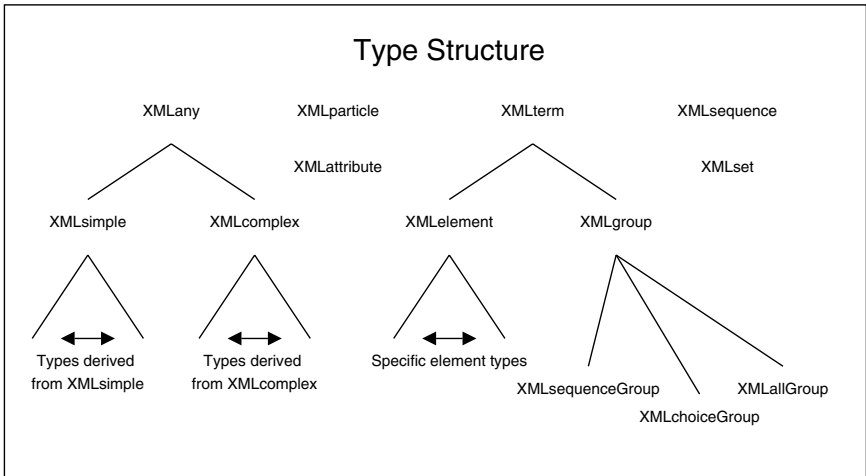 Type Structure
XMLany XMLparticle XMLterm XMLsequence
XMLattribute XMLset
XMLsimple XMLcomplex XMLelement XMLgroup
Types derived
from XMLsimple
Types derived
from XMLcomplex
Specific element types
XMLsequenceGroup XMLallGroup
XMLchoiceGroup